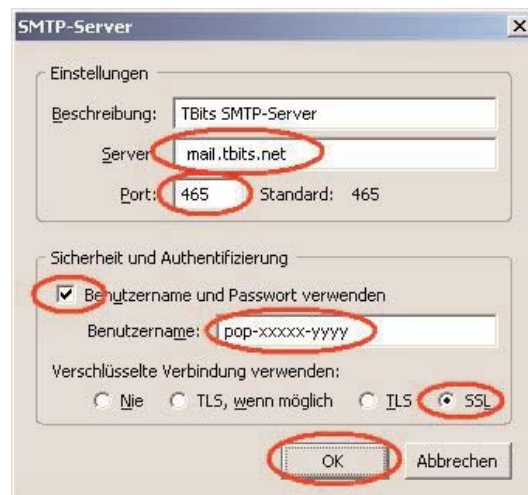 SMTP-Server
Einstellungen
Beschreibung: TBits SMTP-Server
Server: mail.tbits.net
Port: 465 Standard: 465
Sicherheit und Authentifizierung
Benutzername und Passwort verwenden
Benutzername: pop-xxxxx-yyyy
Verschlüsselte Verbindung verwenden:
Nie TLS, wenn möglich TLS SSL
OK Abbrechen